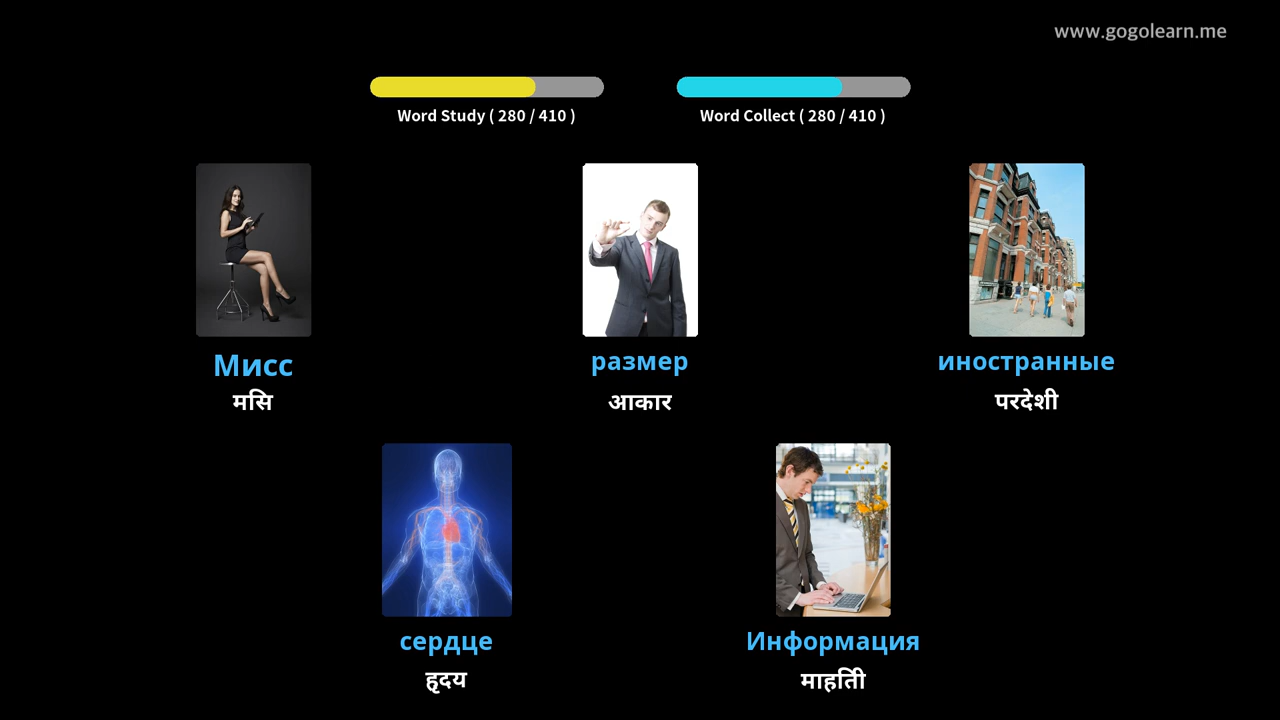 www.gogolearn.me
Word Study ( 280 / 410 )
Word Collect ( 280 / 410 )
Мисс
размер
иностранные
मसि
आकार
परदेशी
сердце
Информация
हृदय
माहतिी